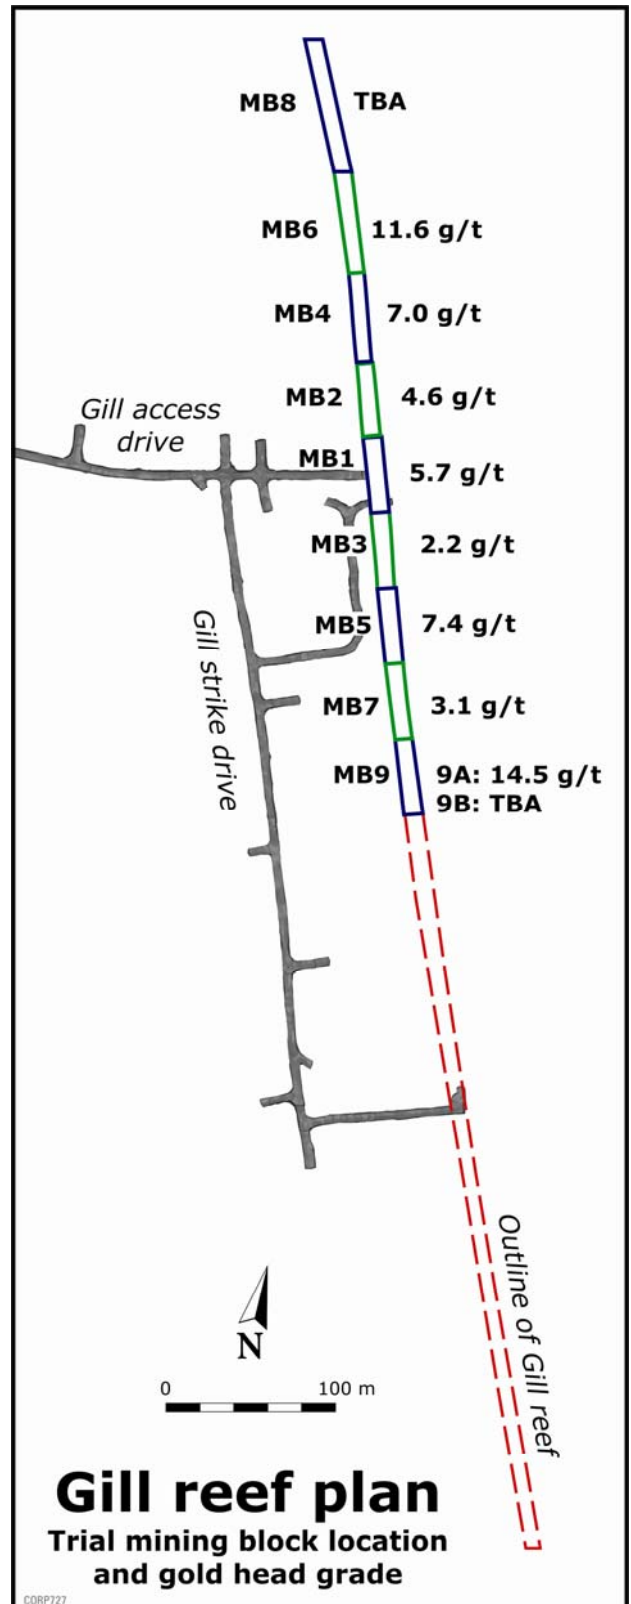 MB8 TBA
MB6 11.6 g/t
MB4 7.0 g/t
MB2 4.6 g/t
Gill access
drive
MB1 5.7 g/t
MB3 2.2 g/t
MB5 7.4 g/t
Gill strike drive
MB7 3.1 g/t
MB9 9A: 14.5 g/t
9B: TBA
Outline of Gill reef
N
0 100 m
Gill reef plan
Trial mining block location
and gold head grade
CORP727